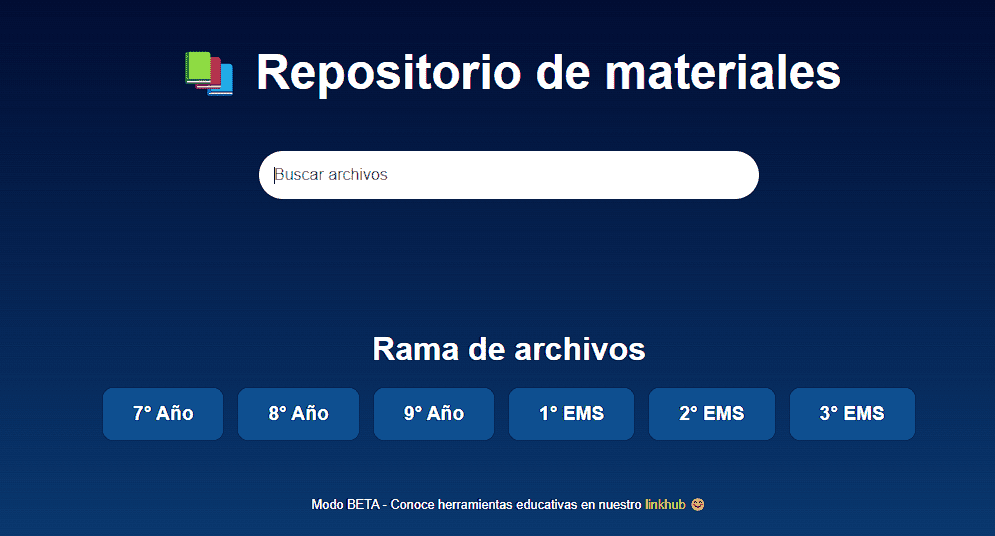 Repositorio de materiales
Buscar archivos
Rama de archivos
7° Año
8° Año
9° Año
1° EMS
2° EMS
3° EMS
Modo BETA - Conoce herramientas educativas en nuestro linkhub